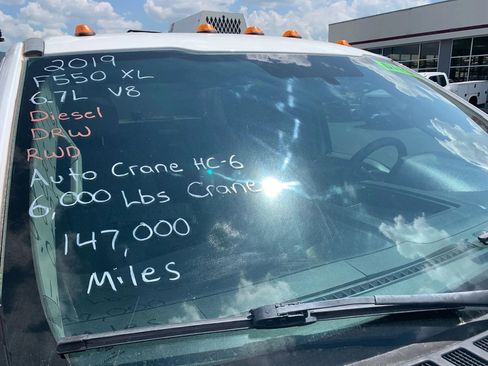 2019
F550 XL
6.7L V8
Diesel
DRW
RWD
Auto Crane HC-6
6,000 Lbs Crane
147,000
Miles